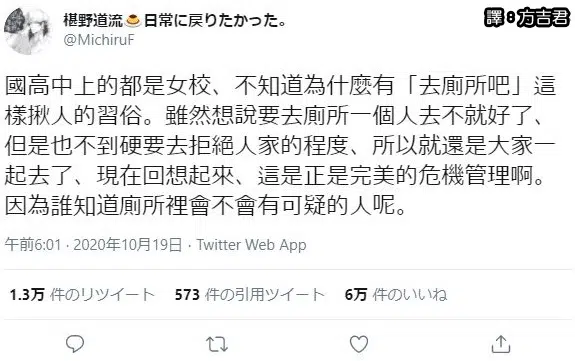 椹野道流🍮日常に戻りたかった。
譯:方吉君
@MichiruF
國高中上的都是女校、不知道為什麼有「去廁所吧」這
樣揪人的習俗。雖然想說要去廁所一個人去不就好了、
但是也不到硬要去拒絕人家的程度、所以就還是大家一
起去了、現在回想起來、這是正是完美的危機管理啊。
因為誰知道廁所裡會不會有可疑的人呢。
午前6:01 · 2020年10月19日 · Twitter Web App
1.3万 件のリツイート 573 件の引用ツイート 6万 件のいいね